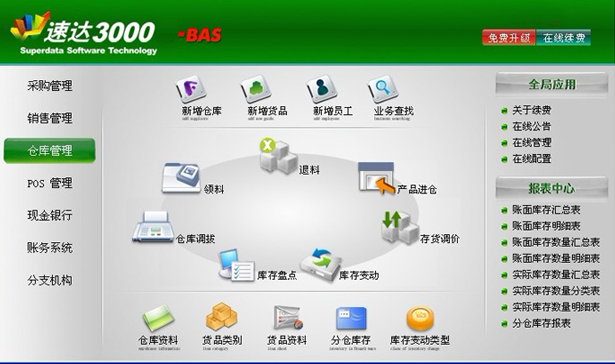 速达3000 -BAS
Superdata Software Technology
免费升级 在线续费
采购管理
销售管理
仓库管理
POS 管理
现金银行
账务系统
分支机构
新增仓库 新增货品 新增员工 业务查找
退料
领料 产品进仓
仓库调拔 存货调价
库存盘点 库存变动
仓库资料 货品类别 货品资料 分仓库存 库存变动类型
全局应用
关于续费
在线公告
在线管理
在线配置
报表中心
账面库存汇总表
账面库存明细表
账面库存数量汇总表
账面库存数量明细表
实际库存数量汇总表
实际库存数量分类表
实际库存数量明细表
分仓库存报表